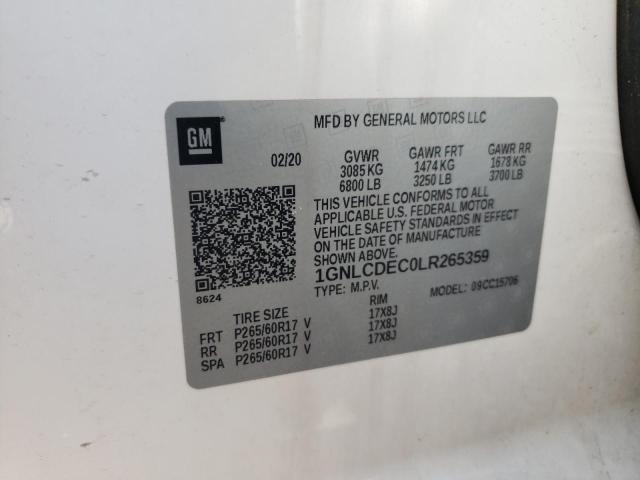 GM
MFD BY GENERAL MOTORS LLC
02/20 GVWR GAWR FRT GAWR RR
3085 KG 1474 KG 1678 KG
6800 LB 3250 LB 3700 LB
THIS VEHICLE CONFORMS TO ALL
APPLICABLE U.S. FEDERAL MOTOR
VEHICLE SAFETY STANDARDS IN EFFECT
ON THE DATE OF MANUFACTURE
SHOWN ABOVE.
1GNLCDEC0LR265359
8624 TYPE: M.P.V. MODEL: 09CC15706
TIRE SIZE RIM
FRT P265/60R17 V 17X8J
RR P265/60R17 V 17X8J
SPA P265/60R17 V 17X8J